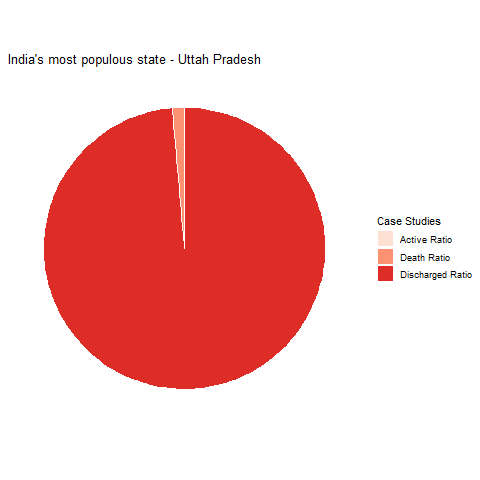 India's most populous state - Uttah Pradesh
Case Studies
Active Ratio
Death Ratio
Discharged Ratio